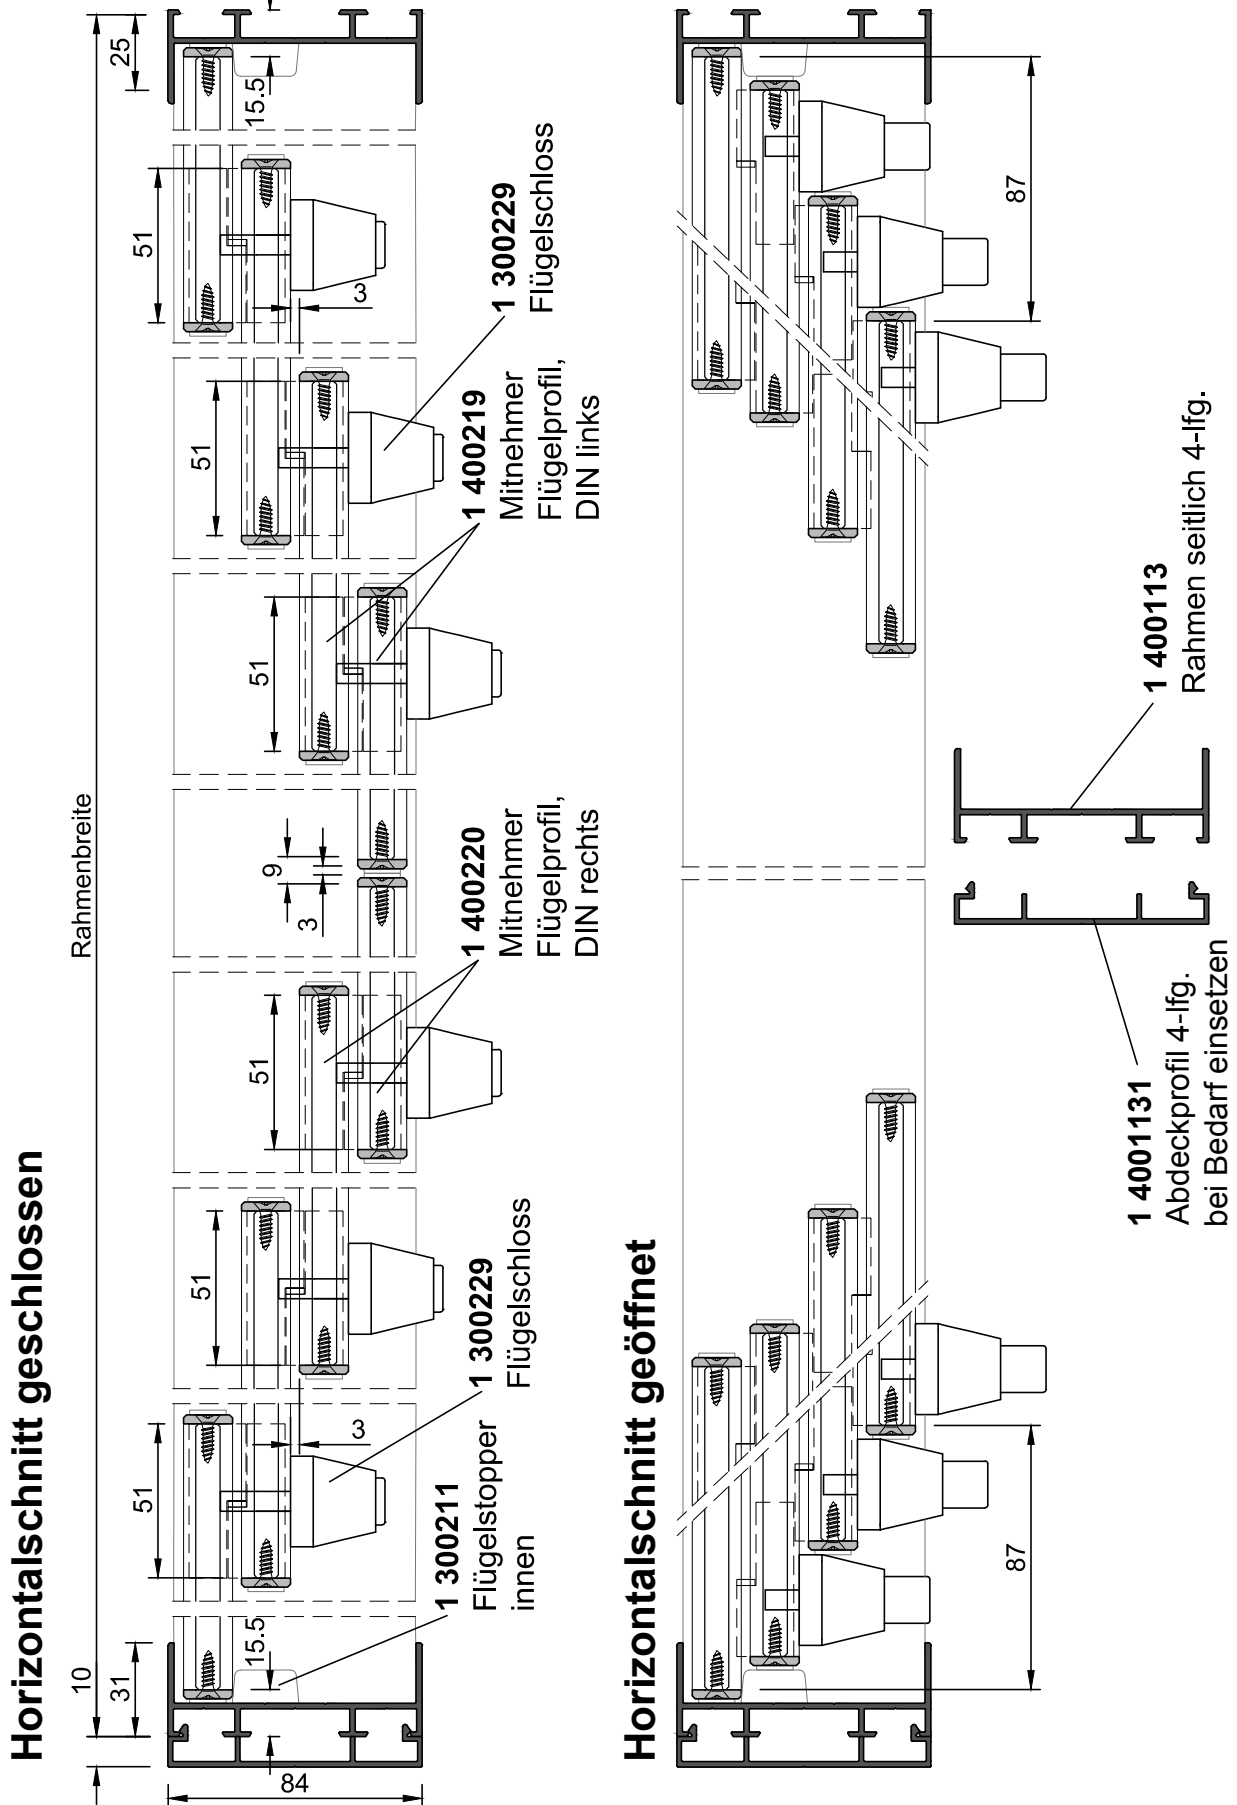 Horizontalschnitt geschlossen
Rahmenbreite
10
31
25
84
15.5
15.5
51
51
51
51
51
51
3
3
9
3
1 300211
Flügelstopper
innen
1 300229
Flügelschloss
1 400220
Mitnehmer
Flügelprofil,
DIN rechts
1 400219
Mitnehmer
Flügelprofil,
DIN links
1 300229
Flügelschloss
Horizontalschnitt geöffnet
87
87
1 4001131
Abdeckprofil 4-lfg.
bei Bedarf einsetzen
1 400113
Rahmen seitlich 4-lfg.